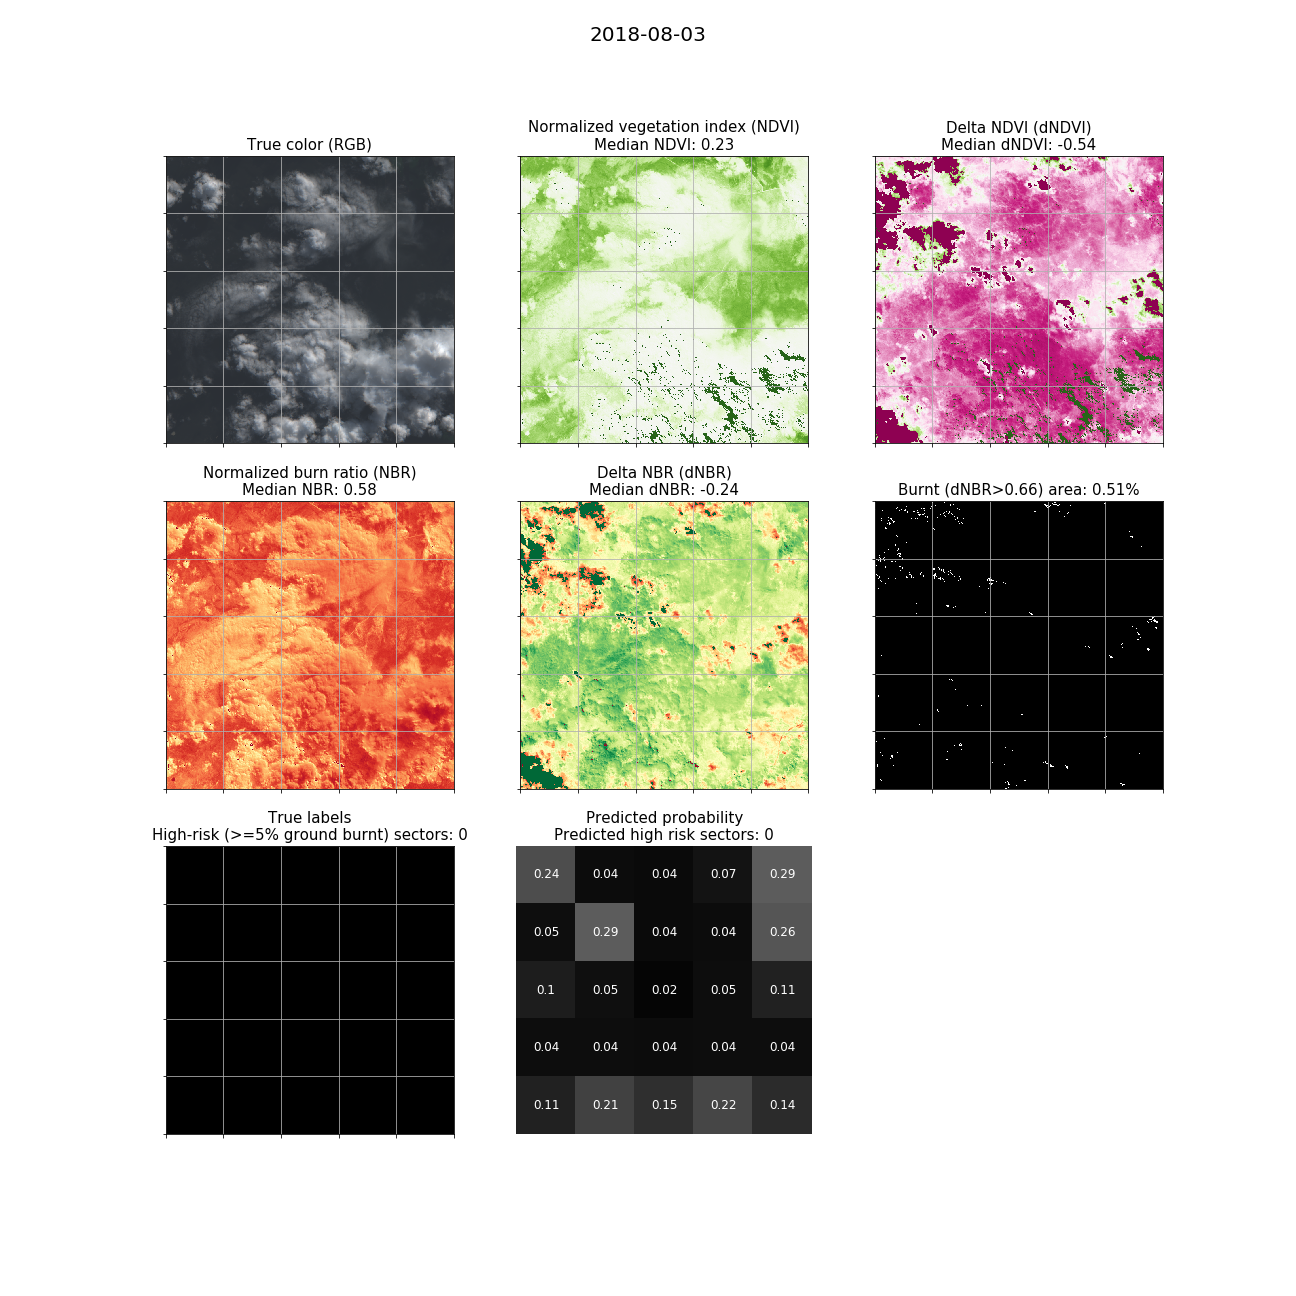 2018-08-03
True color (RGB)
Normalized vegetation index (NDVI)
Median NDVI: 0.23
Delta NDVI (dNDVI)
Median dNDVI: -0.54
Normalized burn ratio (NBR)
Median NBR: 0.58
Delta NBR (dNBR)
Median dNBR: -0.24
Burnt (dNBR>0.66) area: 0.51%
True labels
High-risk (>=5% ground burnt) sectors: 0
Predicted probability
Predicted high risk sectors: 0
0.24 0.04 0.04 0.07 0.29
0.05 0.29 0.04 0.04 0.26
0.1 0.05 0.02 0.05 0.11
0.04 0.04 0.04 0.04 0.04
0.11 0.21 0.15 0.22 0.14